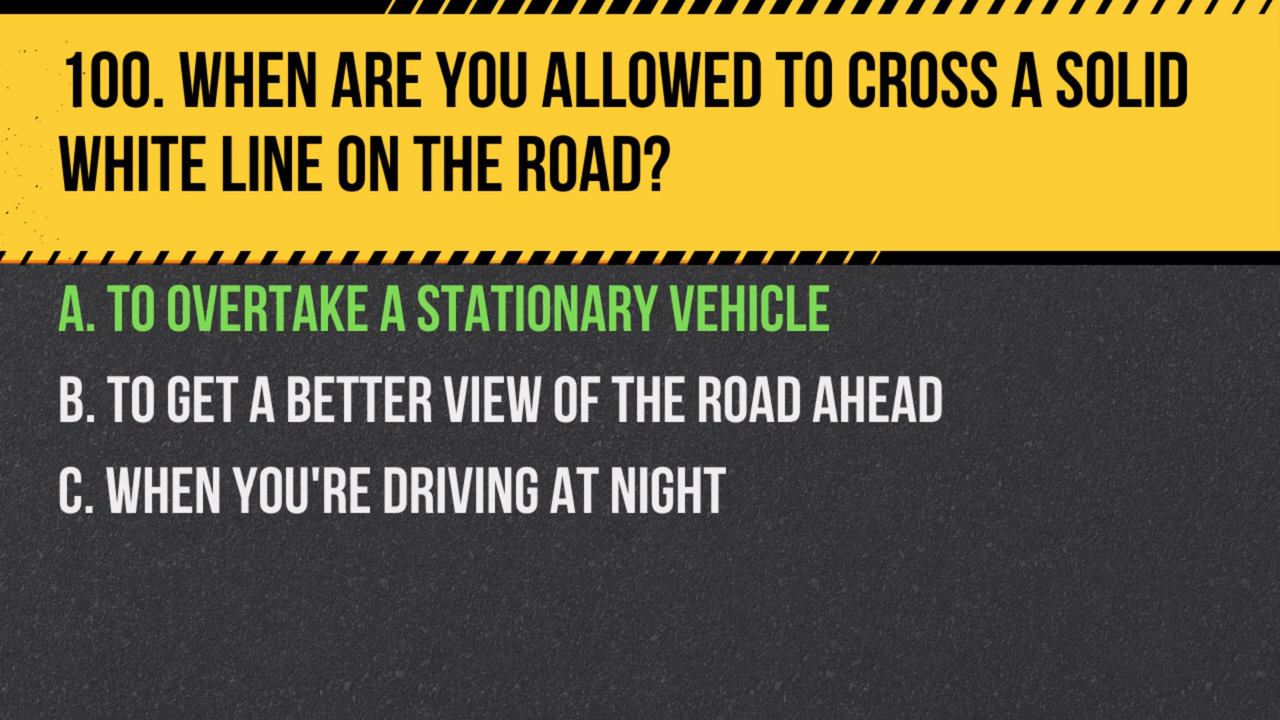 100. WHEN ARE YOU ALLOWED TO CROSS A SOLID
WHITE LINE ON THE ROAD?
A. TO OVERTAKE A STATIONARY VEHICLE
B. TO GET A BETTER VIEW OF THE ROAD AHEAD
C. WHEN YOU'RE DRIVING AT NIGHT